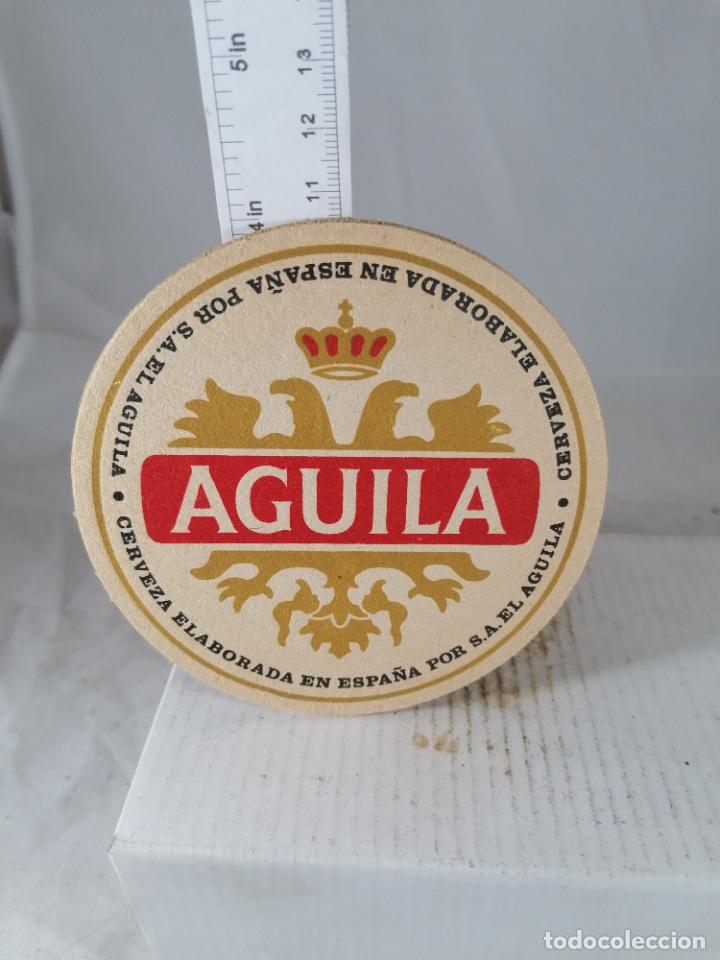 5 in
4 in
13
12
11
CERVEZA ELABORADA EN ESPAÑA POR S.A. EL AGUILA •
AGUILA
CERVEZA ELABORADA EN ESPAÑA POR S.A. EL AGUILA •
todocoleccion